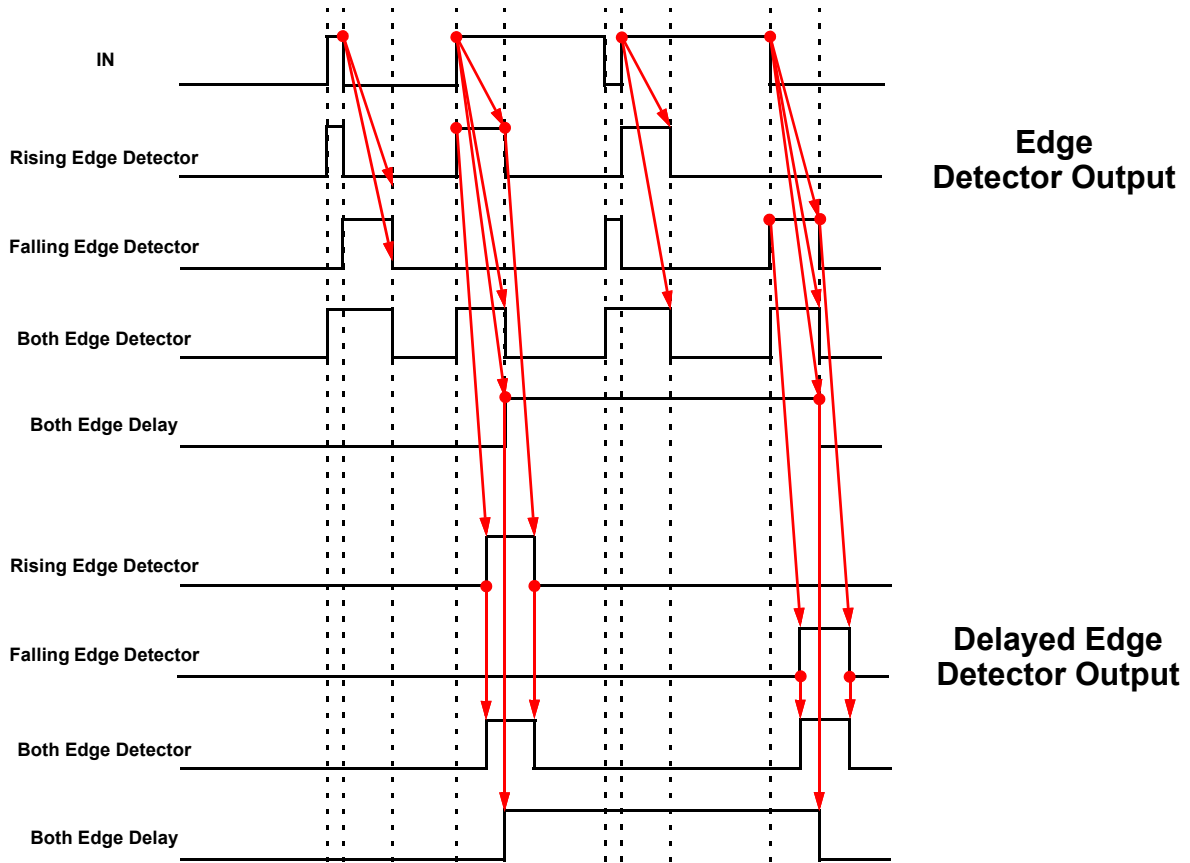 IN
Rising Edge Detector
Edge
Detector Output
Falling Edge Detector
Both Edge Detector
Both Edge Delay
Rising Edge Detector
Falling Edge Detector
Delayed Edge
Detector Output
Both Edge Detector
Both Edge Delay